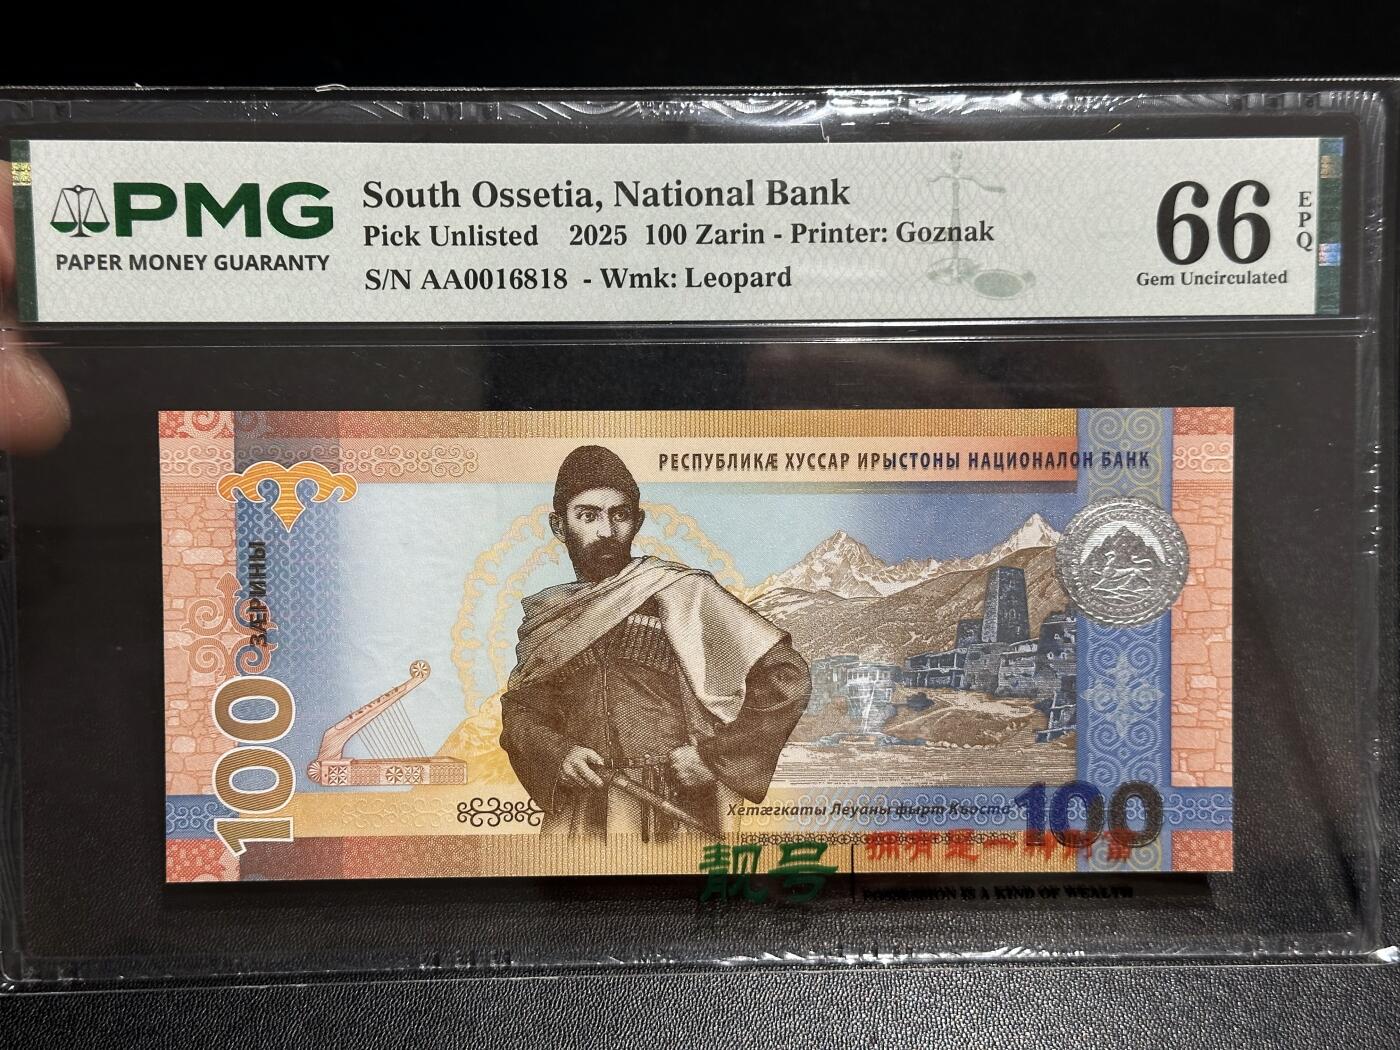 PMG
PAPER MONEY GUARANTY
South Ossetia, National Bank
Pick Unlisted 2025 100 Zarin - Printer: Goznak
S/N AA0016818 - Wmk: Leopard
66
EPQ
Gem Uncirculated
РЕСПУБЛИКӔ ХУССАР ИРЫСТОНЫ НАЦИОНАЛОН БАНК
100 ЗӔРИНЫ
Хетӕгкаты Леуаны фырт Къоста
100
靓号
拥有是一种财富
POSSESSION IS A KIND OF WEALTH